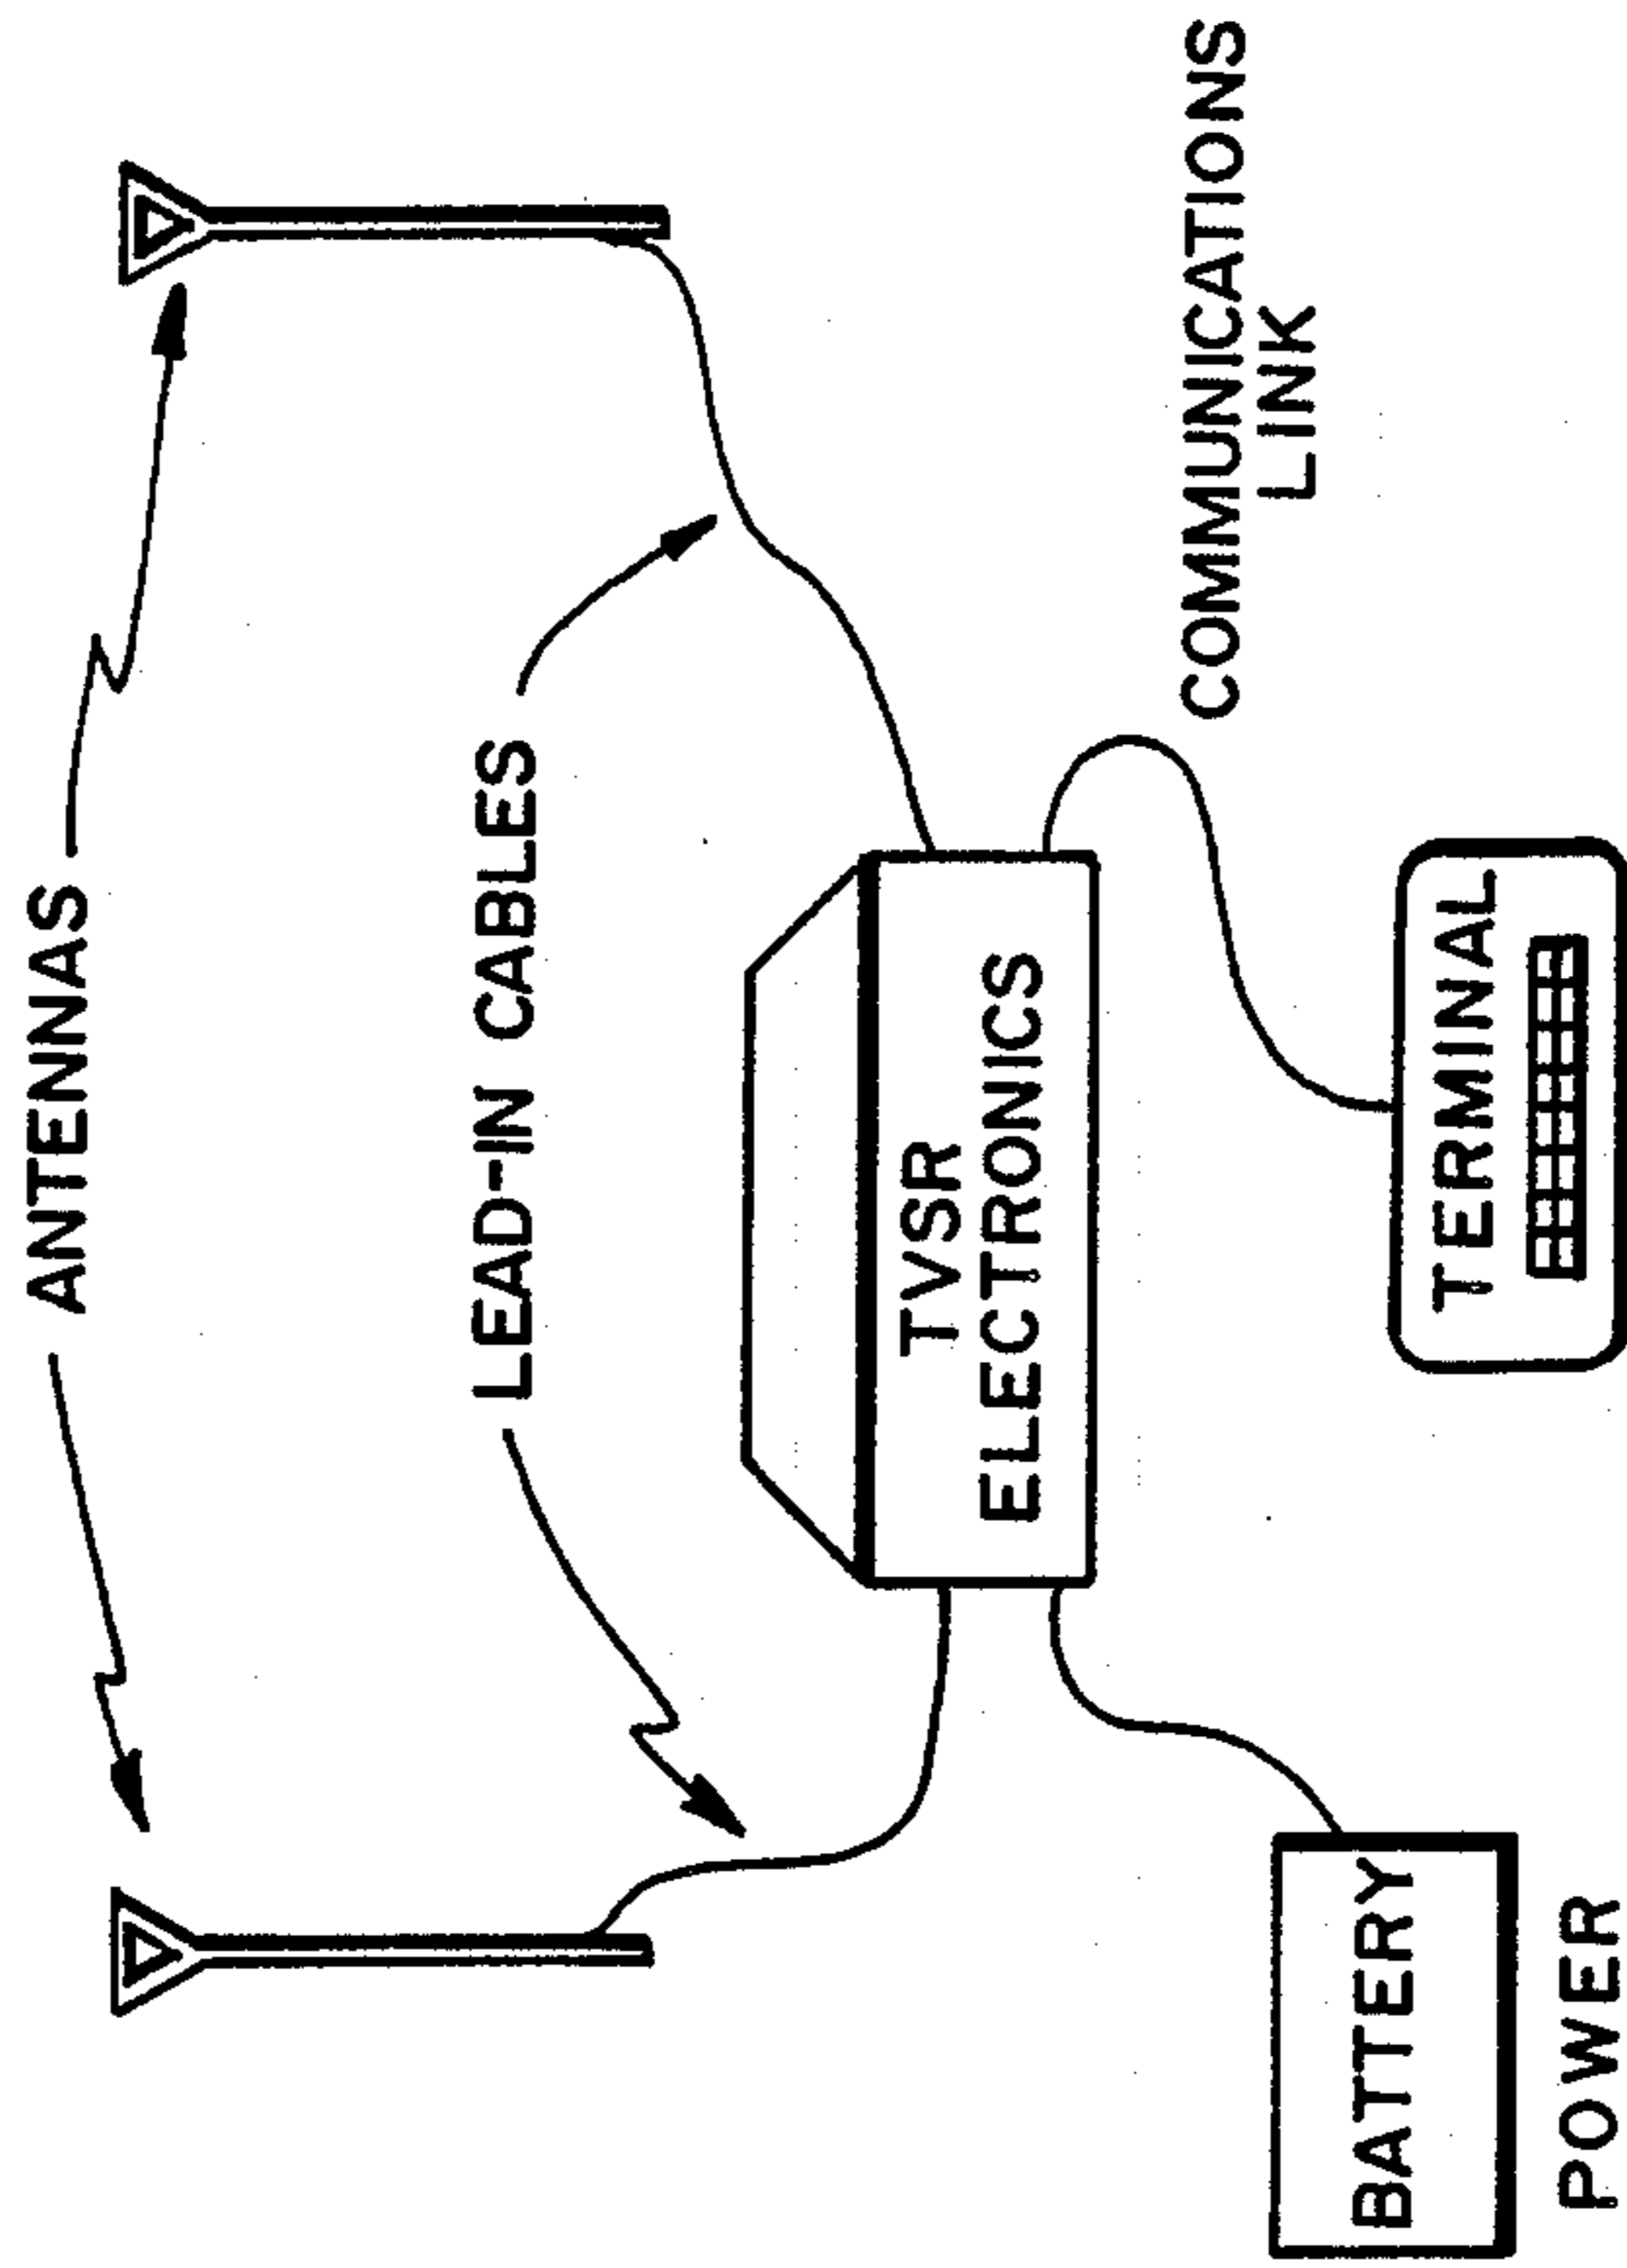 ANTENNAS
LEAD-IN CABLES
TVSR
ELECTRONICS
COMMUNICATIONS
LINK
BATTERY
TERMINAL
POWER